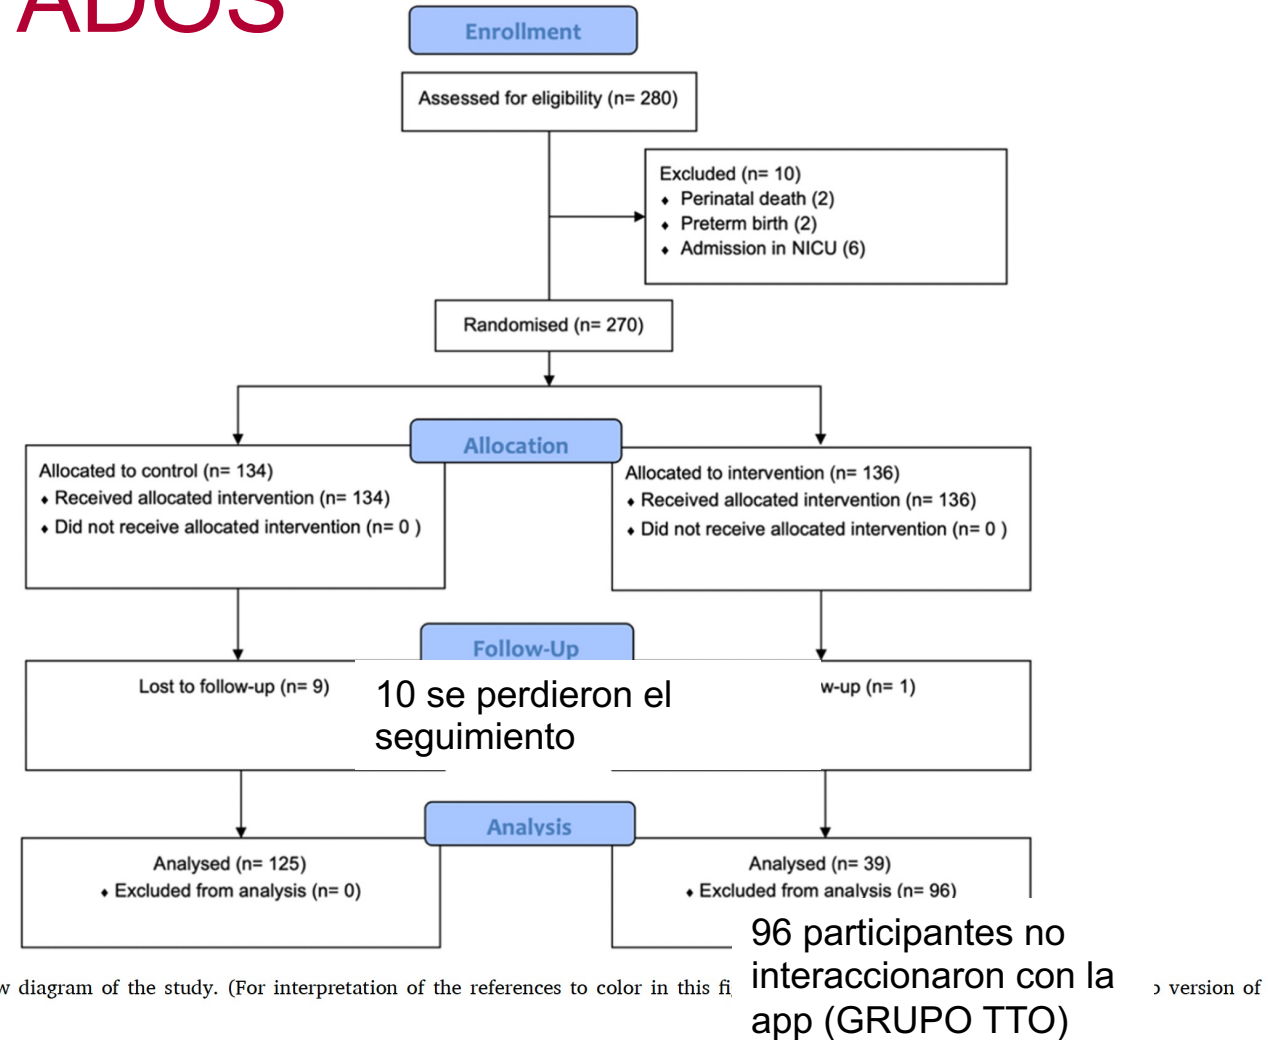 ADOS
Enrollment
Assessed for eligibility (n= 280)
Excluded (n= 10)
♦ Perinatal death (2)
♦ Preterm birth (2)
♦ Admission in NICU (6)
Randomised (n= 270)
Allocation
Allocated to control (n= 134)
♦ Received allocated intervention (n= 134)
♦ Did not receive allocated intervention (n= 0 )
Allocated to intervention (n= 136)
♦ Received allocated intervention (n= 136)
♦ Did not receive allocated intervention (n= 0 )
Follow-Up
Lost to follow-up (n= 9)
10 se perdieron el
seguimiento
w-up (n= 1)
Analysis
Analysed (n= 125)
♦ Excluded from analysis (n= 0)
Analysed (n= 39)
♦ Excluded from analysis (n= 96)
96 participantes no
interaccionaron con la
app (GRUPO TTO)
w diagram of the study. (For interpretation of the references to color in this fi
version of